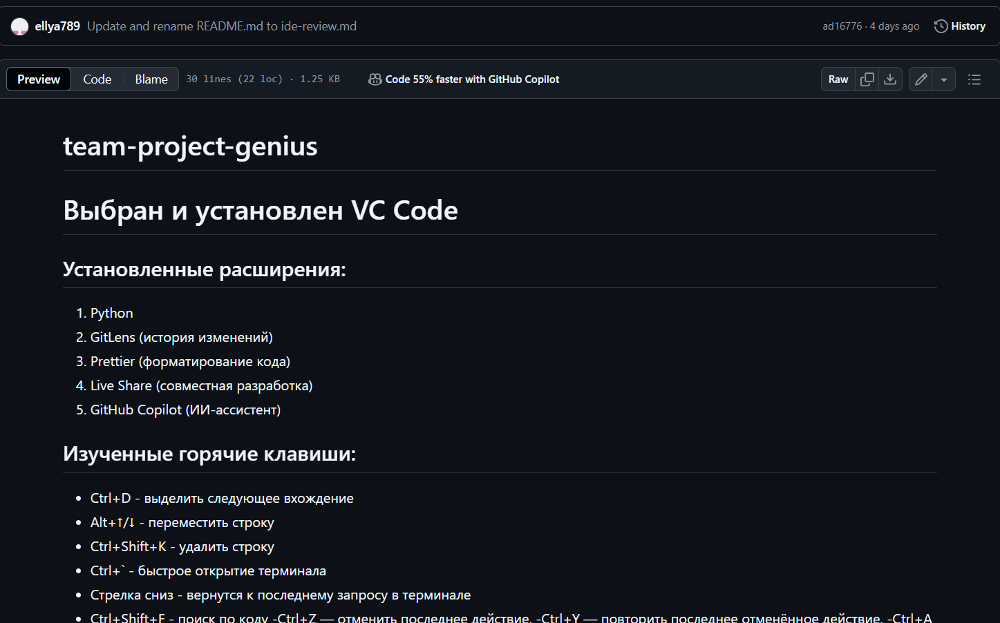 ellya789 Update and rename README.md to ide-review.md ad16776 · 4 days ago History
Preview Code Blame 30 lines (22 loc) · 1.25 KB Code 55% faster with GitHub Copilot Raw
team-project-genius
Выбран и установлен VC Code
Установленные расширения:
1. Python
2. GitLens (история изменений)
3. Prettier (форматирование кода)
4. Live Share (совместная разработка)
5. GitHub Copilot (ИИ-ассистент)
Изученные горячие клавиши:
• Ctrl+D - выделить следующее вхождение
• Alt+↑/↓ - переместить строку
• Ctrl+Shift+K - удалить строку
• Ctrl+` - быстрое открытие терминала
• Стрелка сниз - вернутся к последнему запросу в терминале
• Ctrl+Shift+F - поиск по коду -Ctrl+Z — отменить последнее действие. -Ctrl+Y — повторить последнее отменённое действие. -Ctrl+A